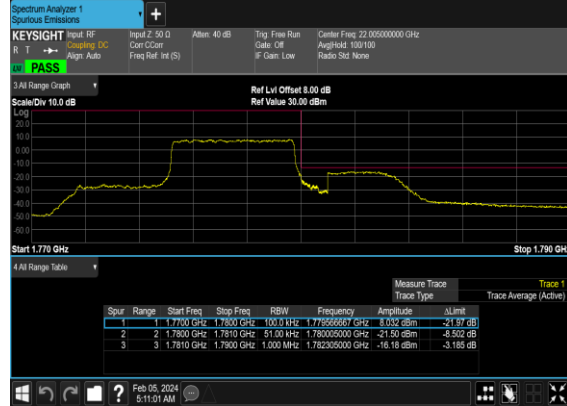 Spectrum Analyzer 1
Spurious Emissions
+
KEYSIGHT Input: RF Input Z: 50 Ω Atten: 40 dB Trig: Free Run Center Freq: 22.005000000 GHz
R T Coupling: DC Corr CCorr Gate: Off Avg|Hold: 100/100
Align: Auto Freq Ref: Int (S) IF Gain: Low Radio Std: None
LW PASS
3 All Range Graph
Ref Lvl Offset 8.00 dB
Scale/Div 10.0 dB Ref Value 30.00 dBm
Log
20.0
10.0
0.00
-10.0
-20.0
-30.0
-40.0
-50.0
-60.0
Start 1.770 GHz Stop 1.790 GH
4 All Range Table
Measure Trace Trace 1
Trace Type Trace Average (Active)
Spur Range Start Freq Stop Freq RBW Frequency Amplitude ΔLimit
1 1 1.7700 GHz 1.7800 GHz 100.0 kHz 1.779566667 GHz 8.032 dBm -21.97 dB
2 2 1.7800 GHz 1.7810 GHz 51.00 kHz 1.780005000 GHz -21.50 dBm -8.502 dB
3 3 1.7810 GHz 1.7900 GHz 1.000 MHz 1.782305000 GHz -16.18 dBm -3.185 dB
? Feb 05, 2024
5:11:01 AM